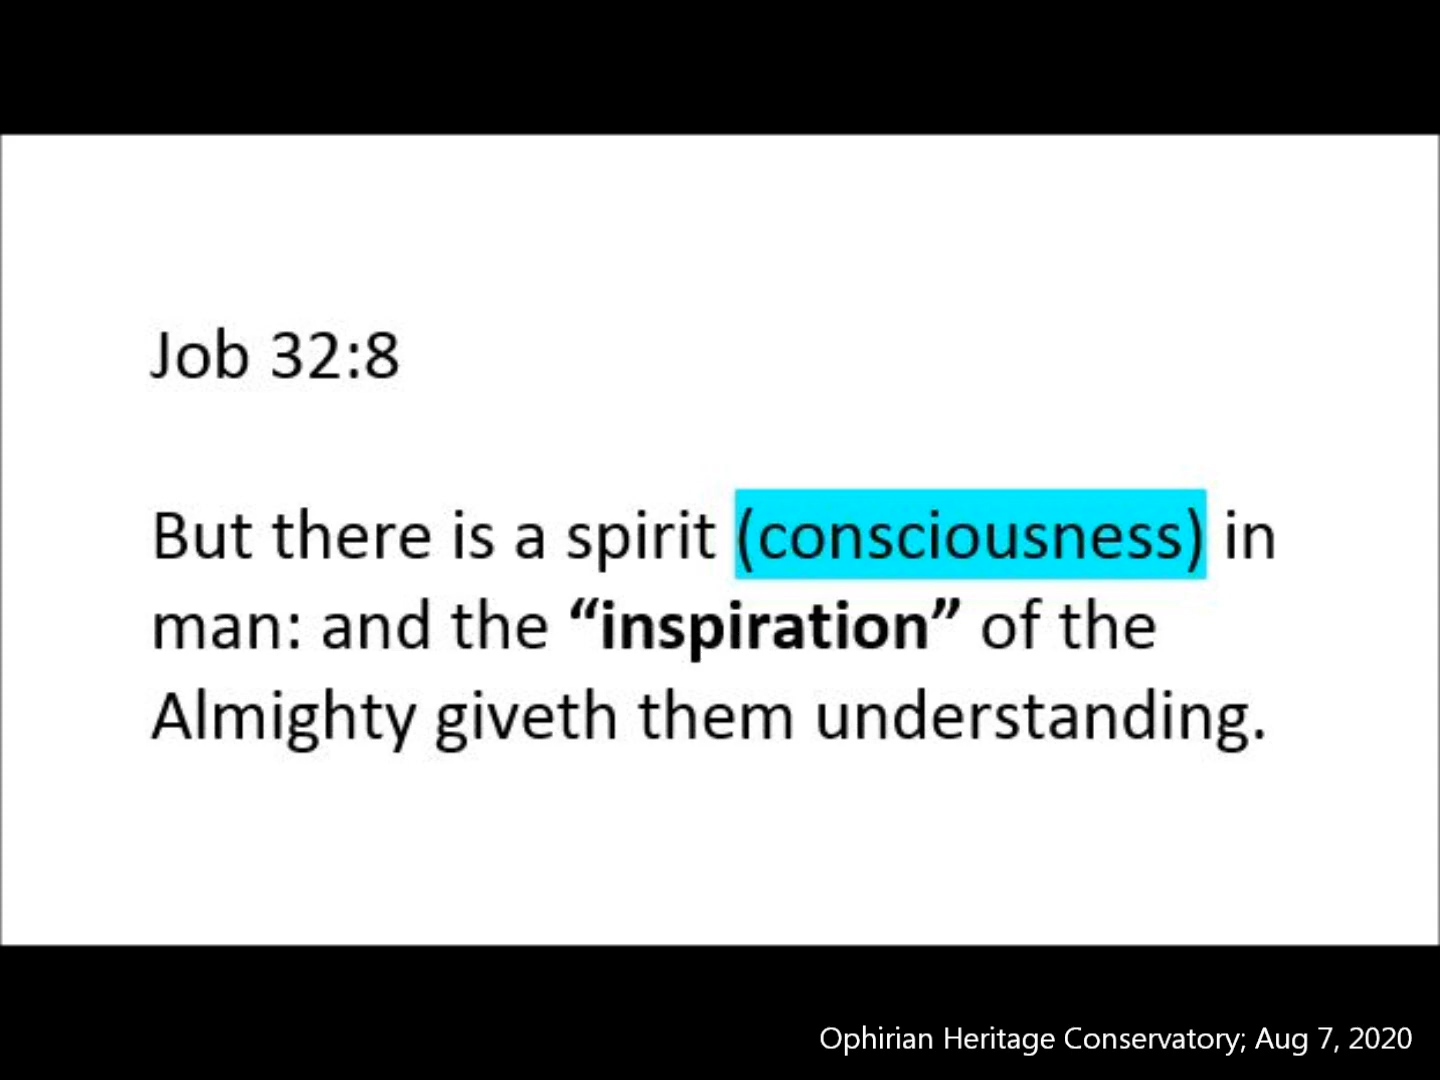 Job 32:8
But there is a spirit (consciousness) in
man: and the “inspiration” of the
Almighty giveth them understanding.
Ophirian Heritage Conservatory; Aug 7, 2020